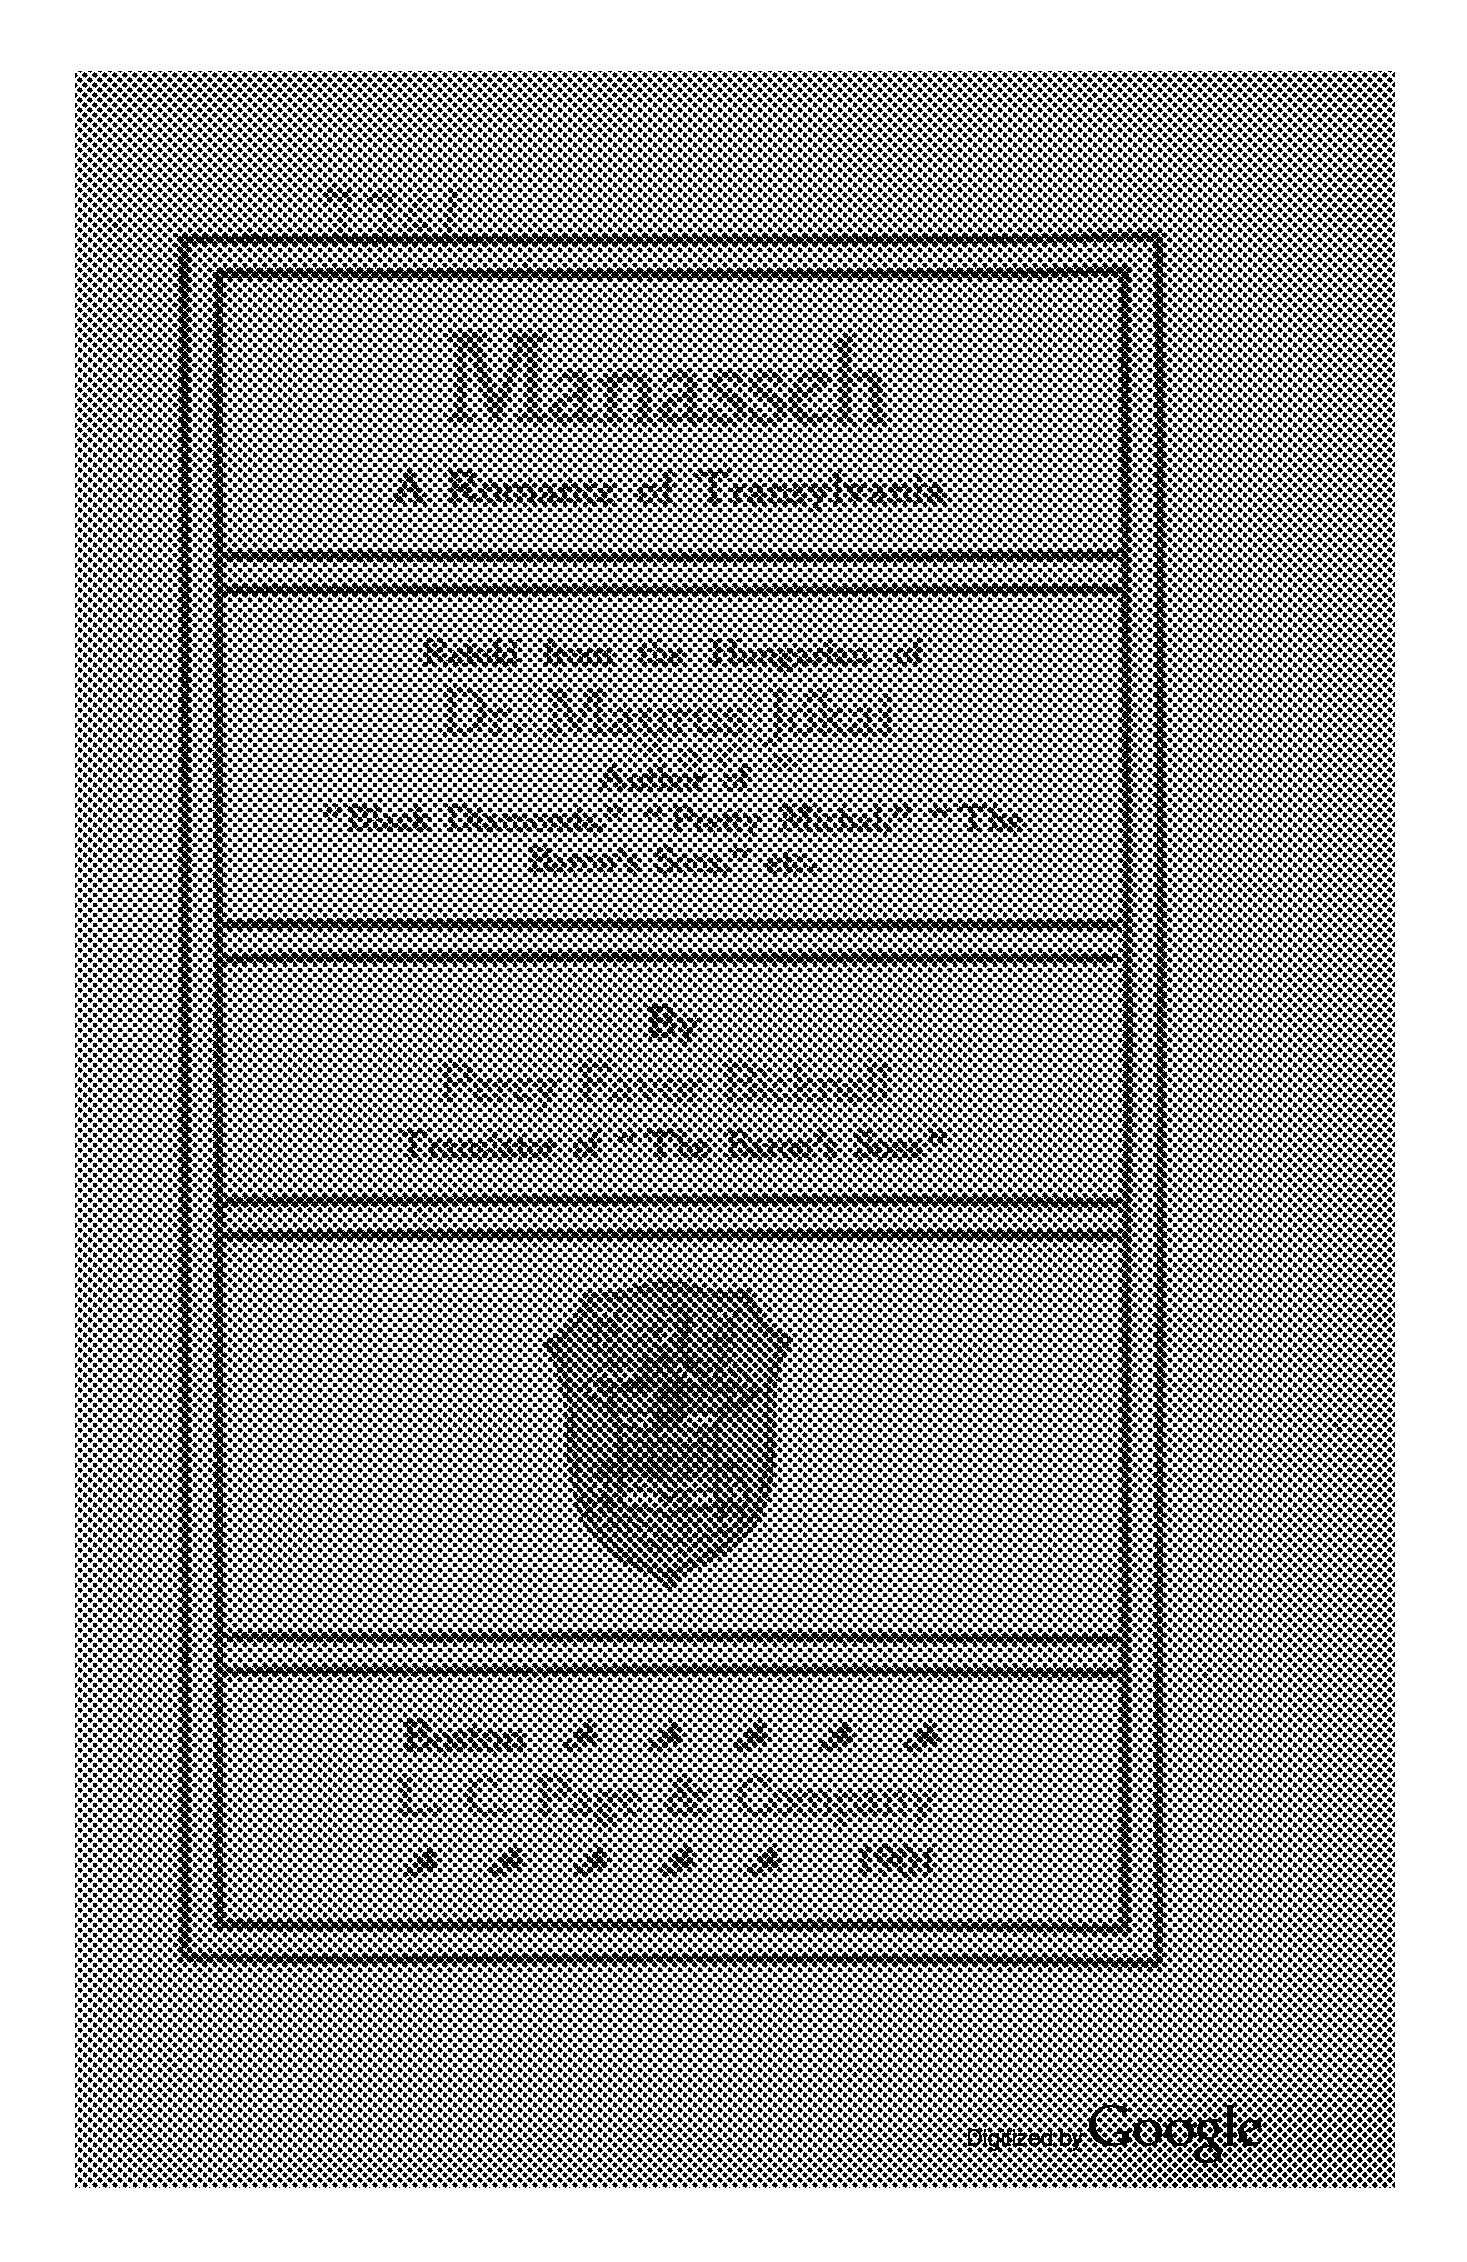 Manasseh
A Romance of Transylvania
Retold from the Hungarian of
Dr. Maurus Jókai
Author of
"Black Diamonds," "Pretty Michal," "The
Baron's Sons," etc.
By
Percy Favor Bicknell
Translator of "The Baron's Sons"
Boston
L. C. Page & Company
1901
Digitized by Google